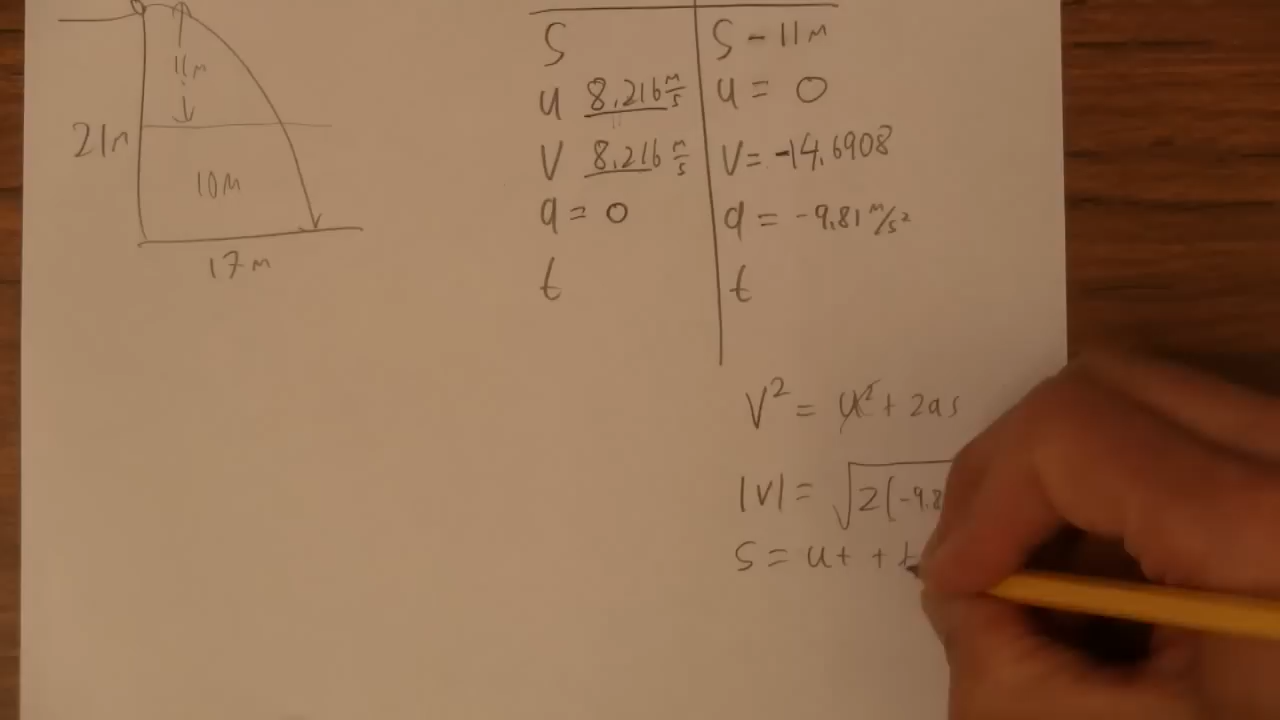 11m
21m
10M
17m
S
u 8.216 m/s
v 8.216 m/s
a = 0
t
S - 11m
u = 0
v = -14.6908
a = -9.81 m/s²
t
V² = u² + 2as
|v| = √2(-9.8
S = ut +